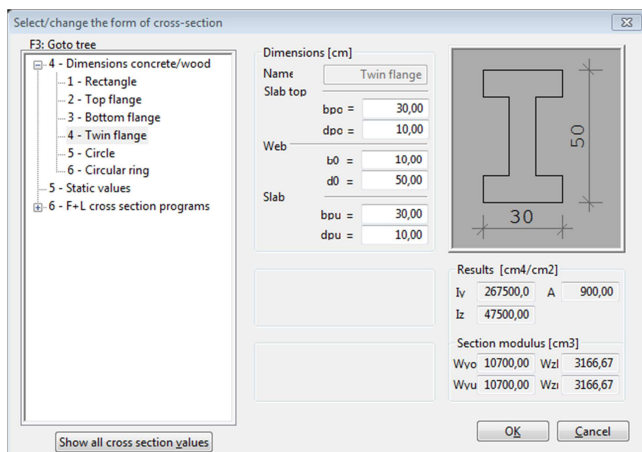 Select/change the form of cross-section
F3: Goto tree
4 - Dimensions concrete/wood
1 - Rectangle
2 - Top flange
3 - Bottom flange
4 - Twin flange
5 - Circle
6 - Circular ring
5 - Static values
6 - F+L cross section programs
Show all cross section values
Dimensions [cm]
Name Twin flange
Slab top
bpo = 30,00
dpo = 10,00
Web
b0 = 10,00
d0 = 50,00
Slab
bpu = 30,00
dpu = 10,00
50
30
Results [cm4/cm2]
Iy 267500,0 A 900,00
Iz 47500,00
Section modulus [cm3]
Wyo 10700,00 Wzl 3166,67
Wyu 10700,00 Wzr 3166,67
OK Cancel